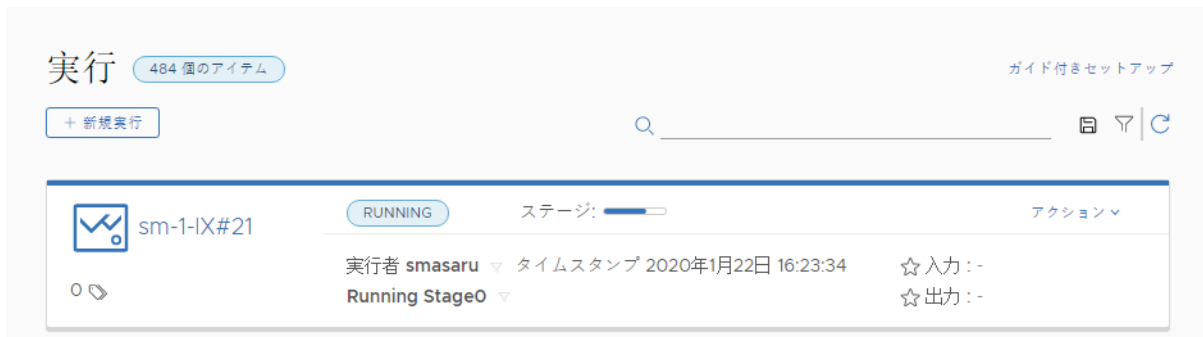 実行 484 個のアイテム ガイド付きセットアップ
+ 新規実行
sm-1-IX#21 RUNNING ステージ: アクション
実行者 smasaru タイムスタンプ 2020年1月22日 16:23:34 入力 : -
0 Running Stage0 出力 : -